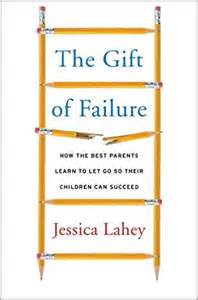 The Gift
of Failure
HOW THE BEST PARENTS
LEARN TO LET GO SO THEIR
CHILDREN CAN SUCCEED
Jessica Lahey